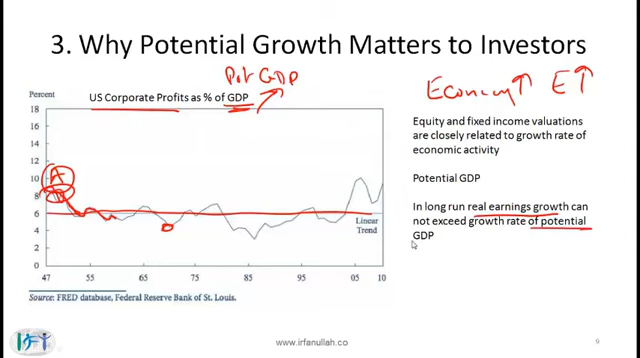 3. Why Potential Growth Matters to Investors
Pot GDP
Economy ↑ E ↑
Percent
US Corporate Profits as % of GDP
18
16
14
12
10
8
6
4
2
0
A
Linear
Trend
47 55 65 75 85 95 05 10
Source: FRED database, Federal Reserve Bank of St. Louis.
Equity and fixed income valuations
are closely related to growth rate of
economic activity
Potential GDP
In long run real earnings growth can
not exceed growth rate of potential
GDP
www.irfanullah.co
9